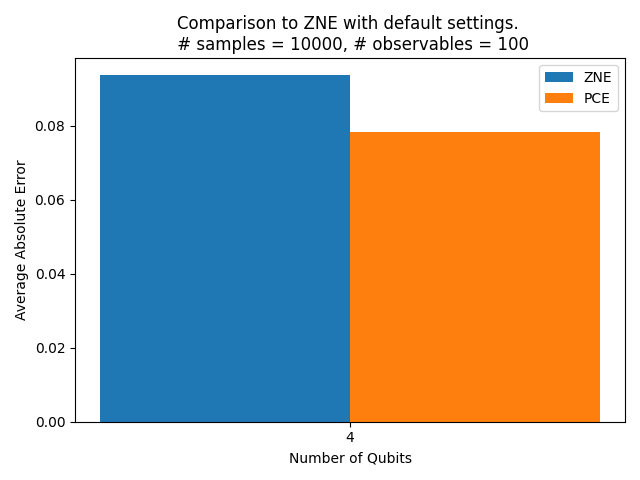 Comparison to ZNE with default settings.
# samples = 10000, # observables = 100
ZNE
PCE
Average Absolute Error
0.08
0.06
0.04
0.02
0.00
4
Number of Qubits